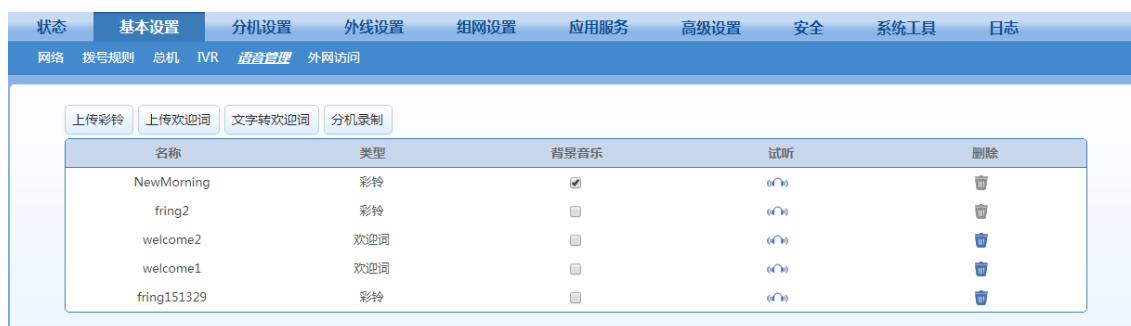 状态 基本设置 分机设置 外线设置 组网设置 应用服务 高级设置 安全 系统工具 日志
网络 拨号规则 总机 IVR 语音管理 外网访问
上传彩铃 上传欢迎词 文字转欢迎词 分机录制
名称 类型 背景音乐 试听 删除
NewMorning 彩铃
fring2 彩铃
welcome2 欢迎词
welcome1 欢迎词
fring151329 彩铃